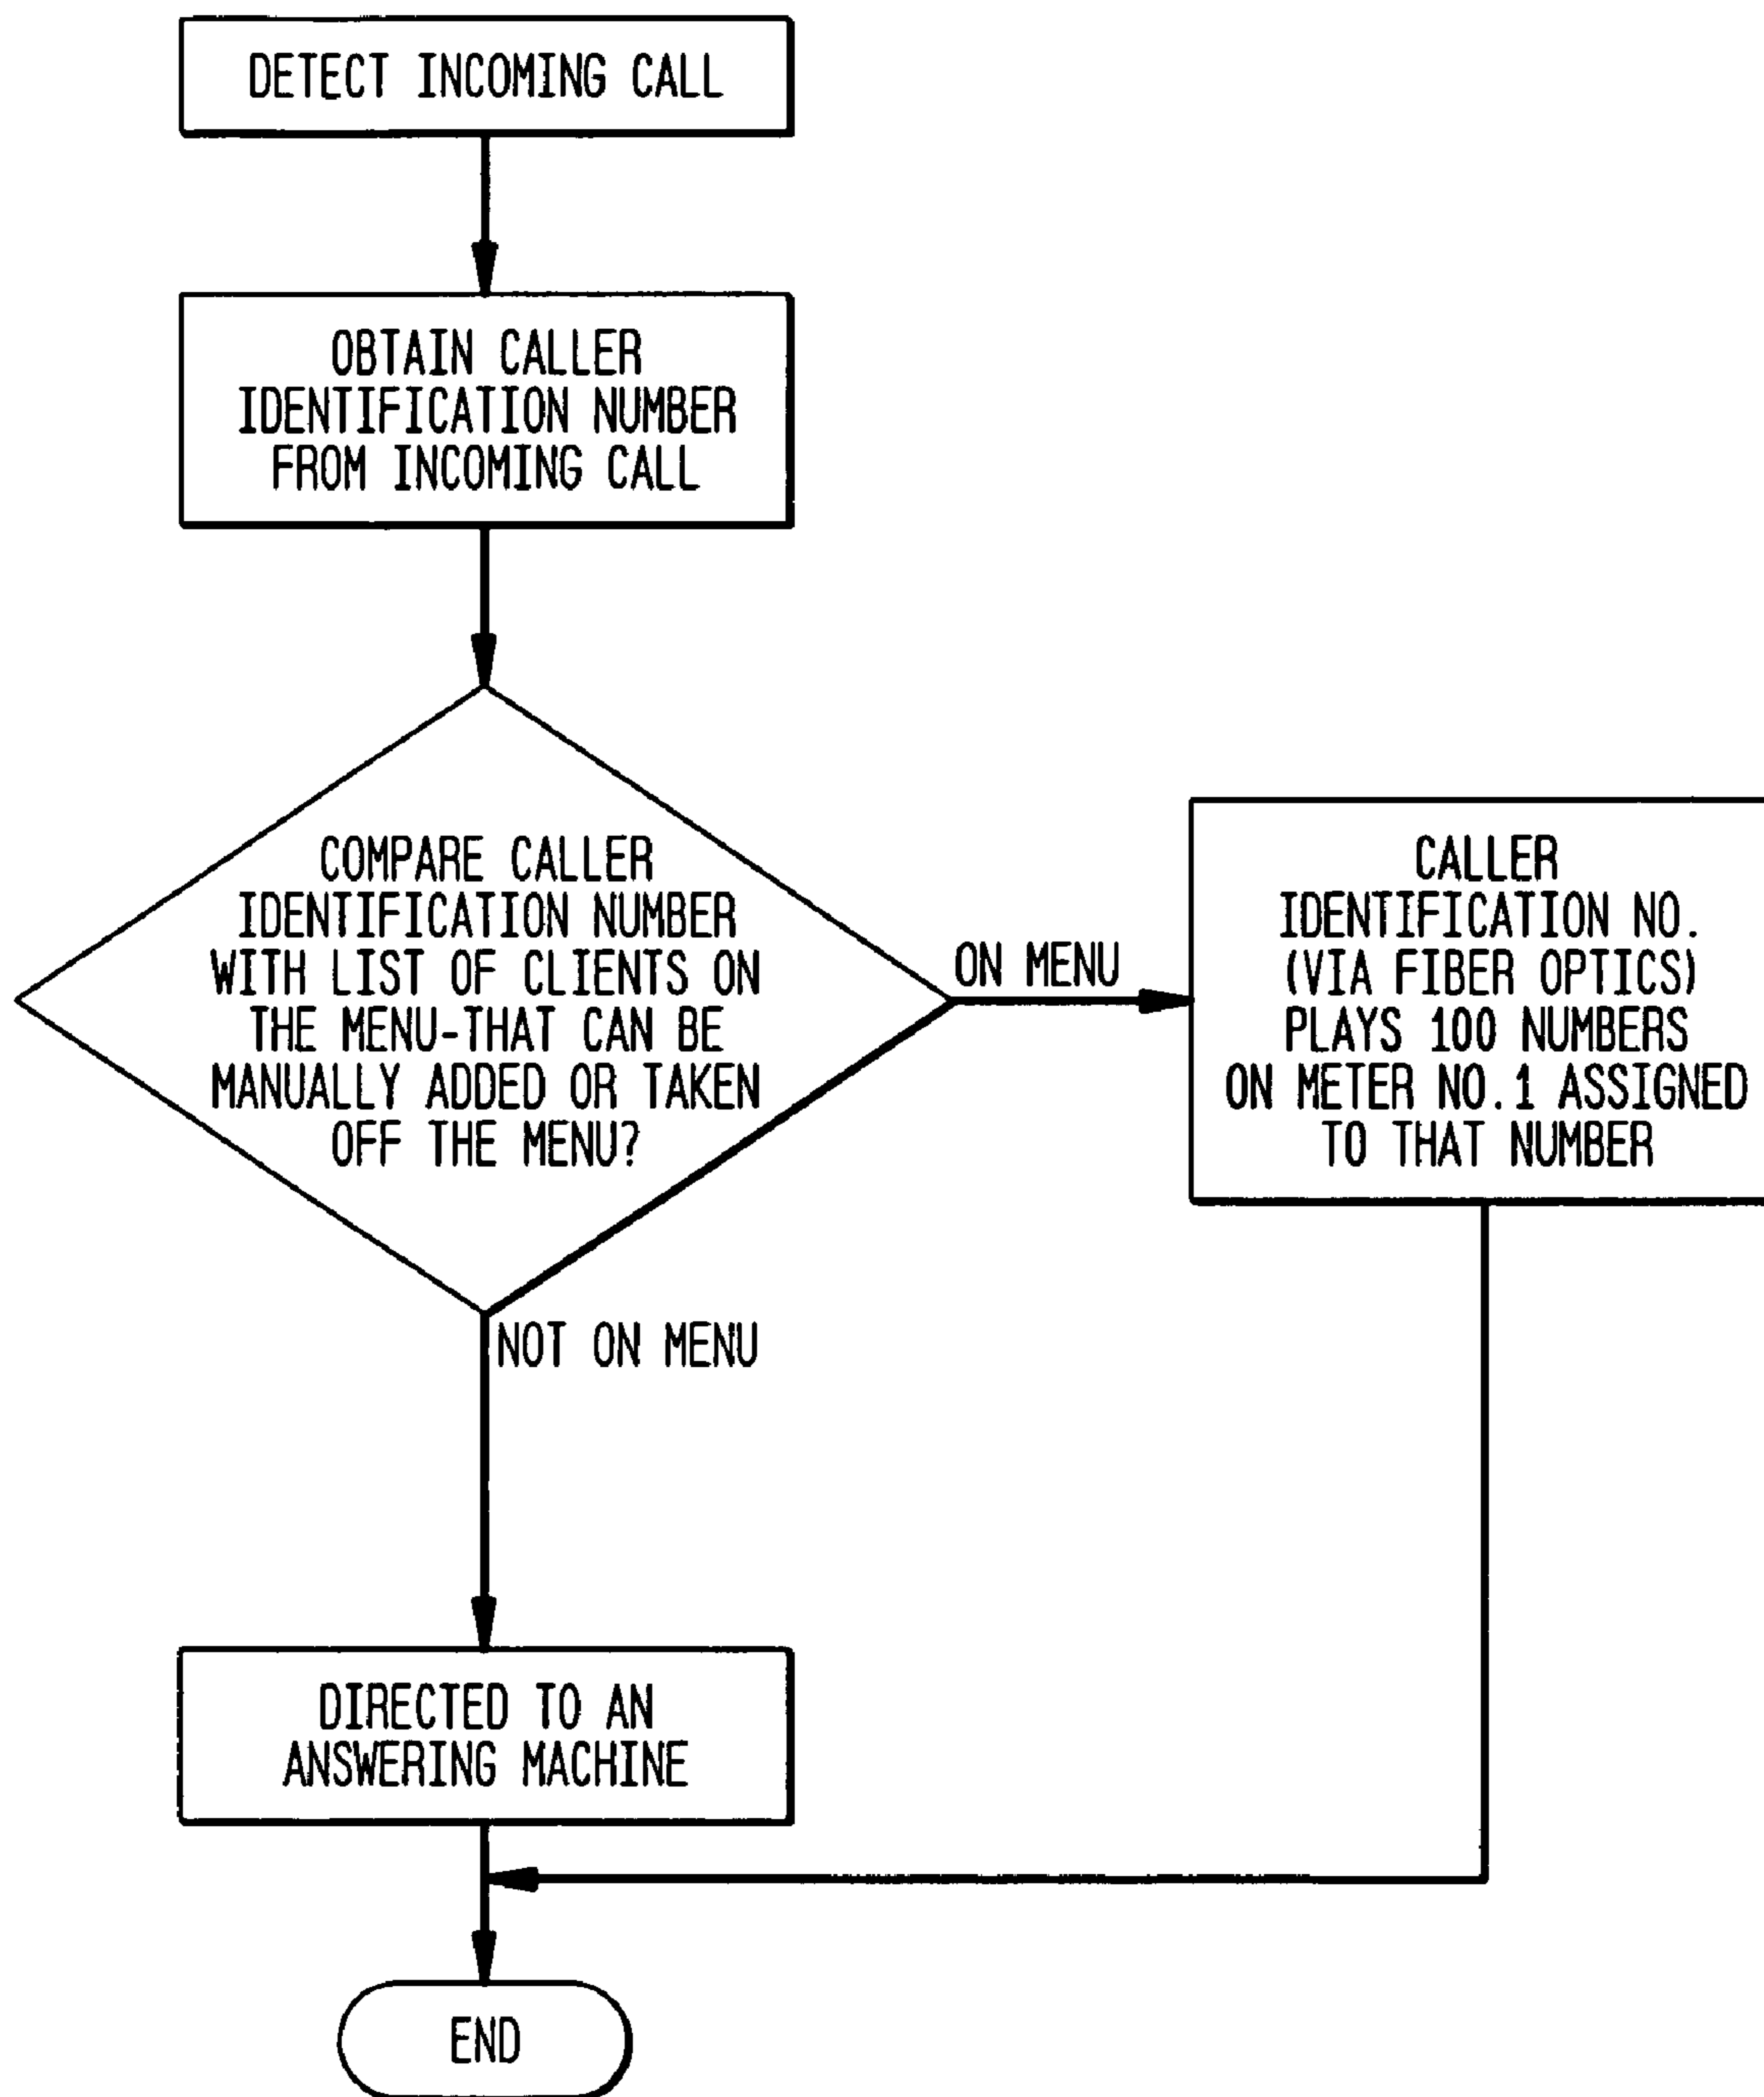 DETECT INCOMING CALL
OBTAIN CALLER
IDENTIFICATION NUMBER
FROM INCOMING CALL
COMPARE CALLER
IDENTIFICATION NUMBER
WITH LIST OF CLIENTS ON
THE MENU-THAT CAN BE
MANUALLY ADDED OR TAKEN
OFF THE MENU?
ON MENU
CALLER
IDENTIFICATION NO.
(VIA FIBER OPTICS)
PLAYS 100 NUMBERS
ON METER NO.1 ASSIGNED
TO THAT NUMBER
NOT ON MENU
DIRECTED TO AN
ANSWERING MACHINE
END